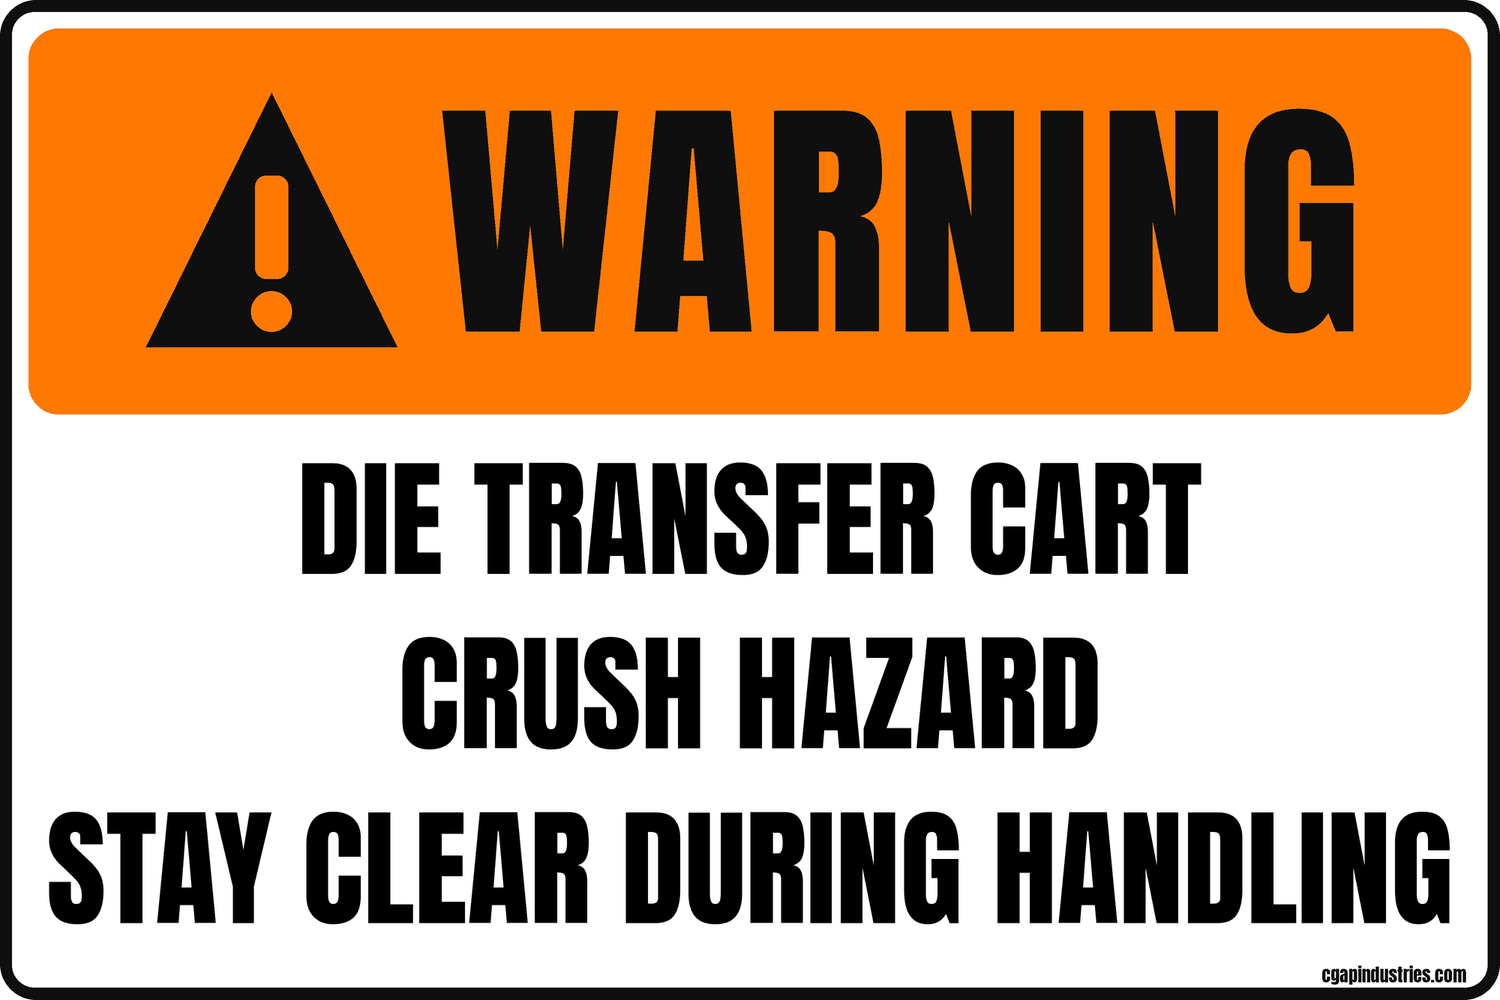 WARNING
DIE TRANSFER CART
CRUSH HAZARD
STAY CLEAR DURING HANDLING
cgapindustries.com